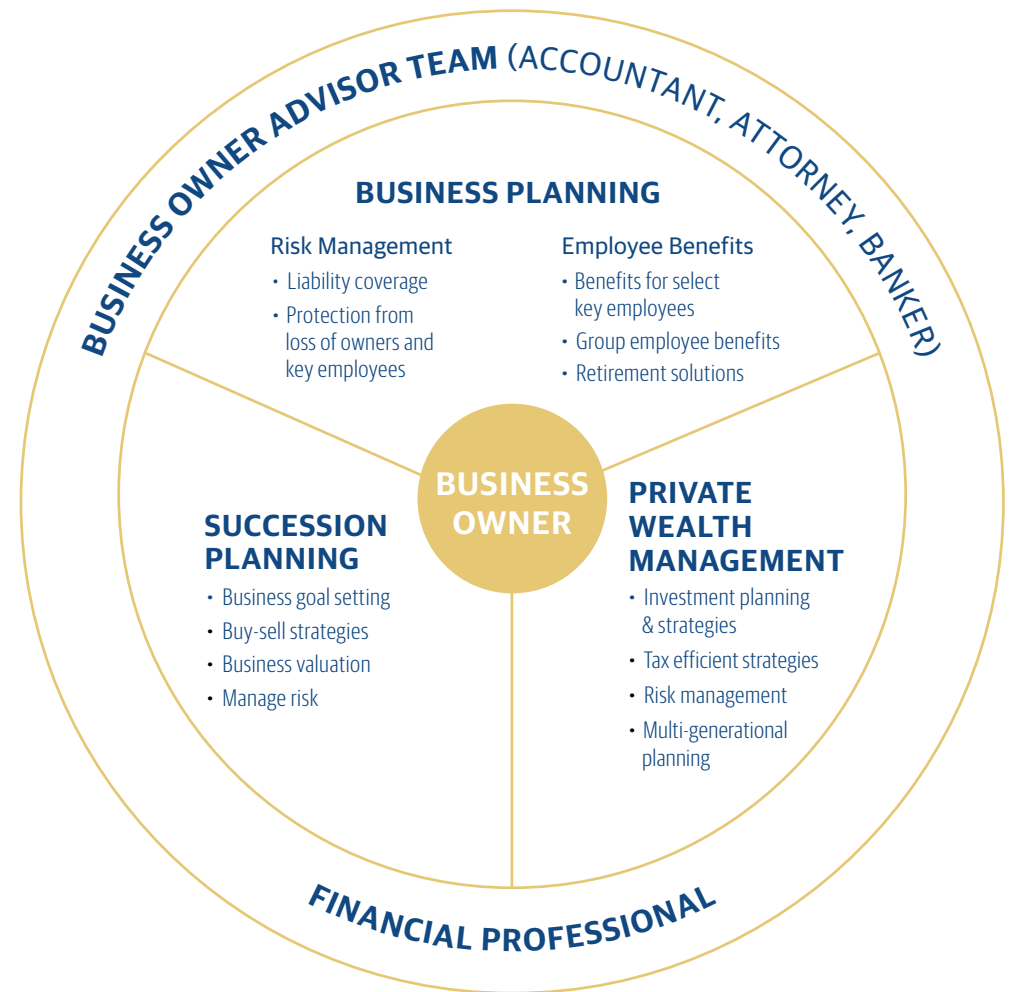 BUSINESS OWNER ADVISOR TEAM (ACCOUNTANT, ATTORNEY, BANKER)
BUSINESS PLANNING
Risk Management
• Liability coverage
• Protection from
loss of owners and
key employees
Employee Benefits
• Benefits for select
key employees
• Group employee benefits
• Retirement solutions
BUSINESS
OWNER
SUCCESSION
PLANNING
• Business goal setting
• Buy-sell strategies
• Business valuation
• Manage risk
PRIVATE
WEALTH
MANAGEMENT
• Investment planning
& strategies
• Tax efficient strategies
• Risk management
• Multi-generational
planning
FINANCIAL PROFESSIONAL